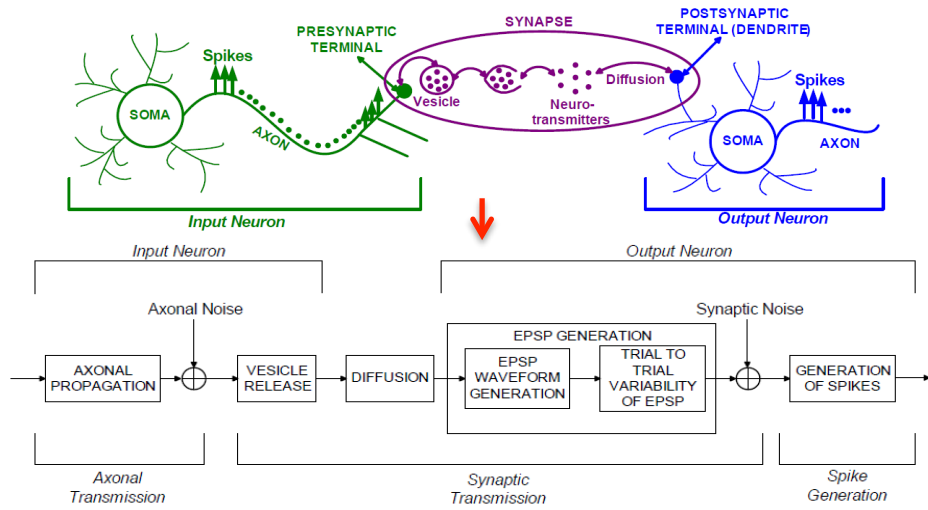 SYNAPSE
POSTSYNAPTIC
TERMINAL (DENDRITE)
PRESYNAPTIC
TERMINAL
Spikes
SOMA
AXON
Vesicle
Neuro-
transmitters
Diffusion
Spikes
SOMA
AXON
Input Neuron
Output Neuron
Input Neuron
Output Neuron
Axonal Noise
Synaptic Noise
EPSP GENERATION
AXONAL
PROPAGATION
VESICLE
RELEASE
DIFFUSION
EPSP
WAVEFORM
GENERATION
TRIAL TO
TRIAL
VARIABILITY
OF EPSP
GENERATION
OF SPIKES
Axonal
Transmission
Synaptic
Transmission
Spike
Generation